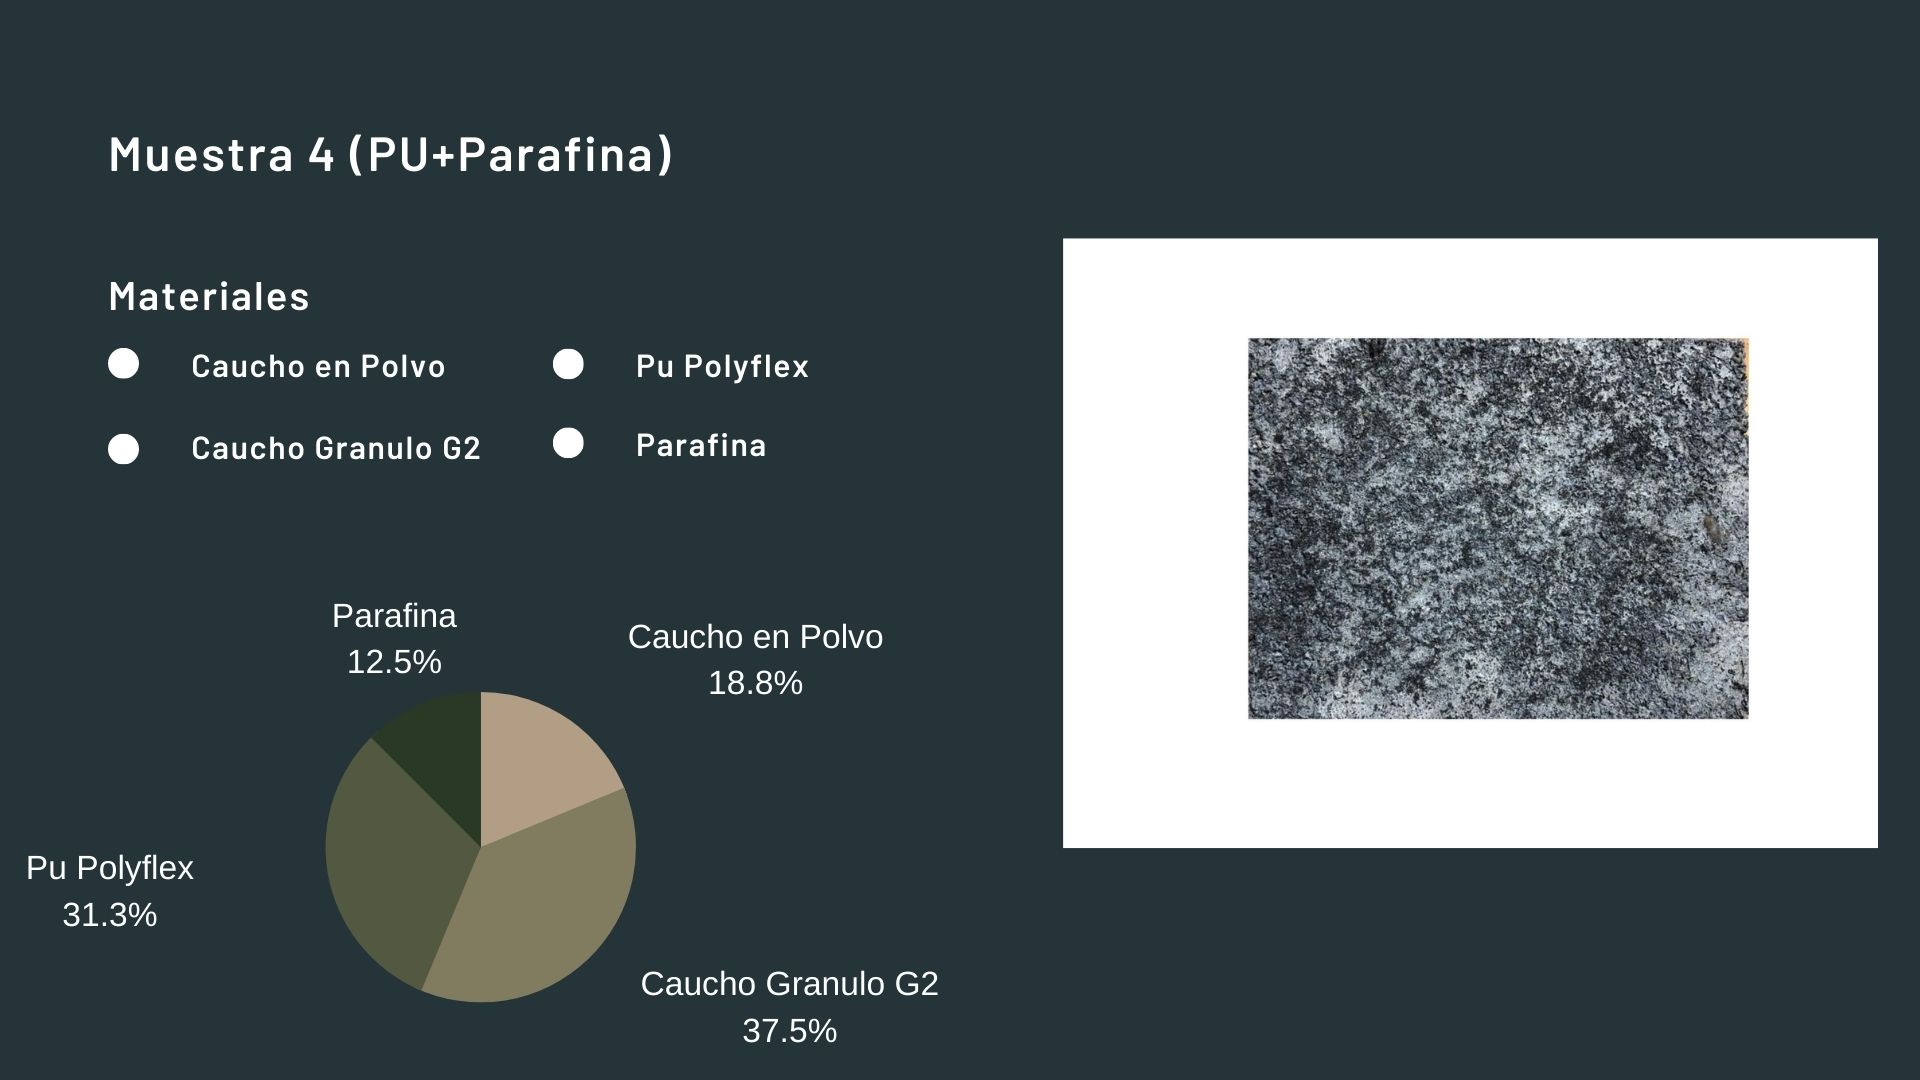 Muestra 4 (PU+Parafina)
Materiales
Caucho en Polvo
Caucho Granulo G2
Pu Polyflex
Parafina
Parafina
12.5%
Caucho en Polvo
18.8%
Pu Polyflex
31.3%
Caucho Granulo G2
37.5%